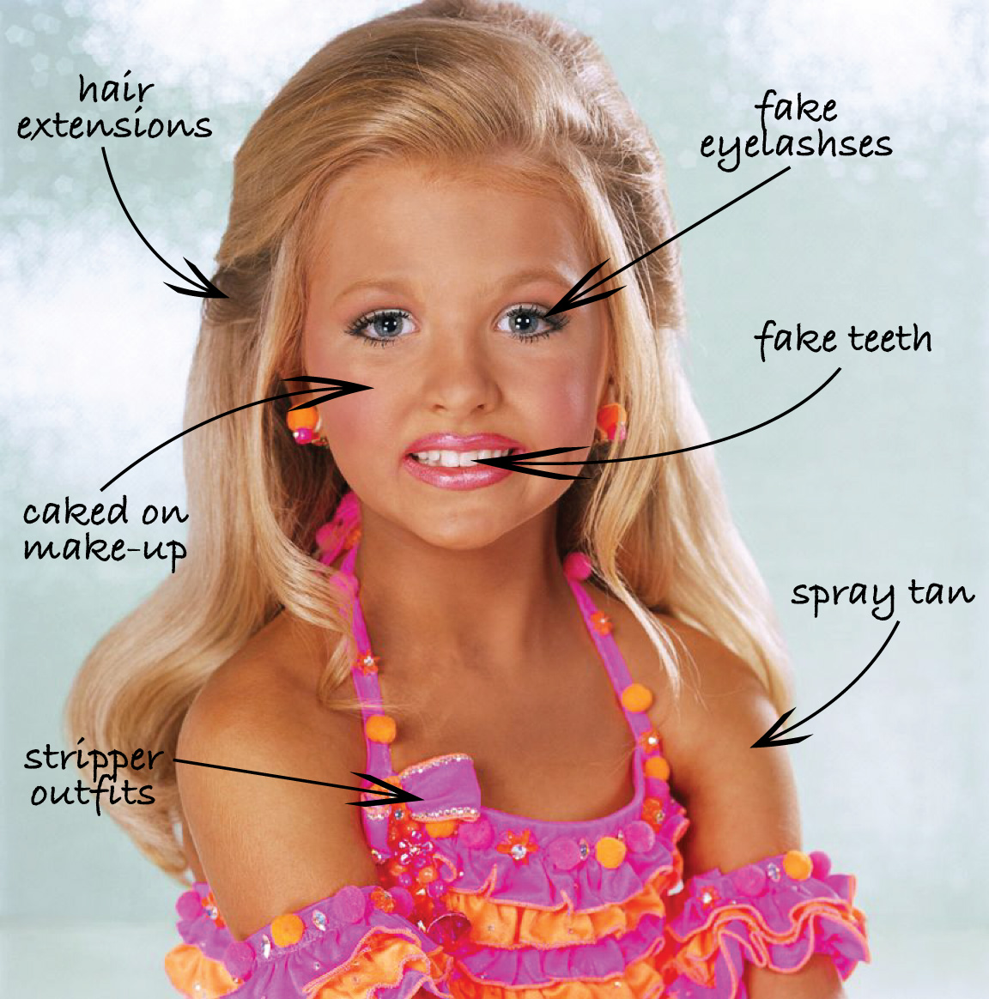 hair
extensions
fake
eyelashses
fake teeth
caked on
make-up
spray tan
stripper
outfits